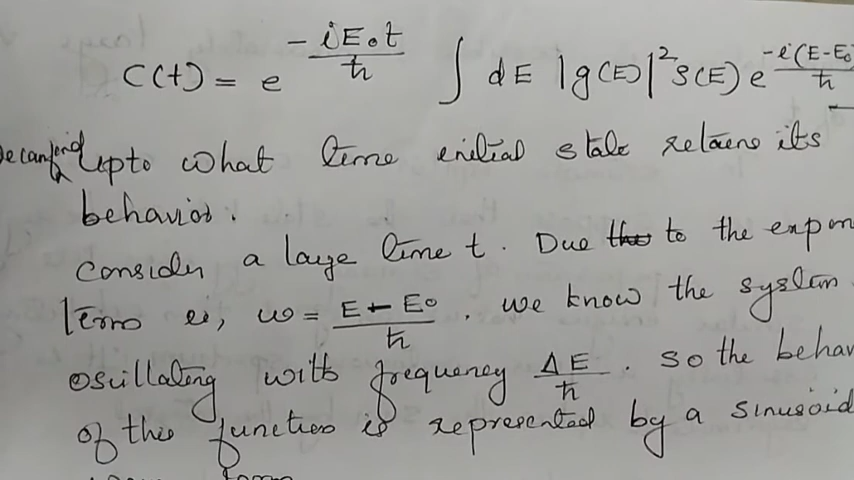 C(t) = e^{-iE₀t/ħ} ∫ dE |g(E)|² ρ(E) e^{-i(E-E₀)/ħ}
we can find upto what time initial state retains its
behavior.
consider a large time t. Due to the expon
term ie, ω = (E - E₀)/ħ. we know the system
oscillating with frequency ΔE/ħ. so the behav
of this function is represented by a sinusoid
form